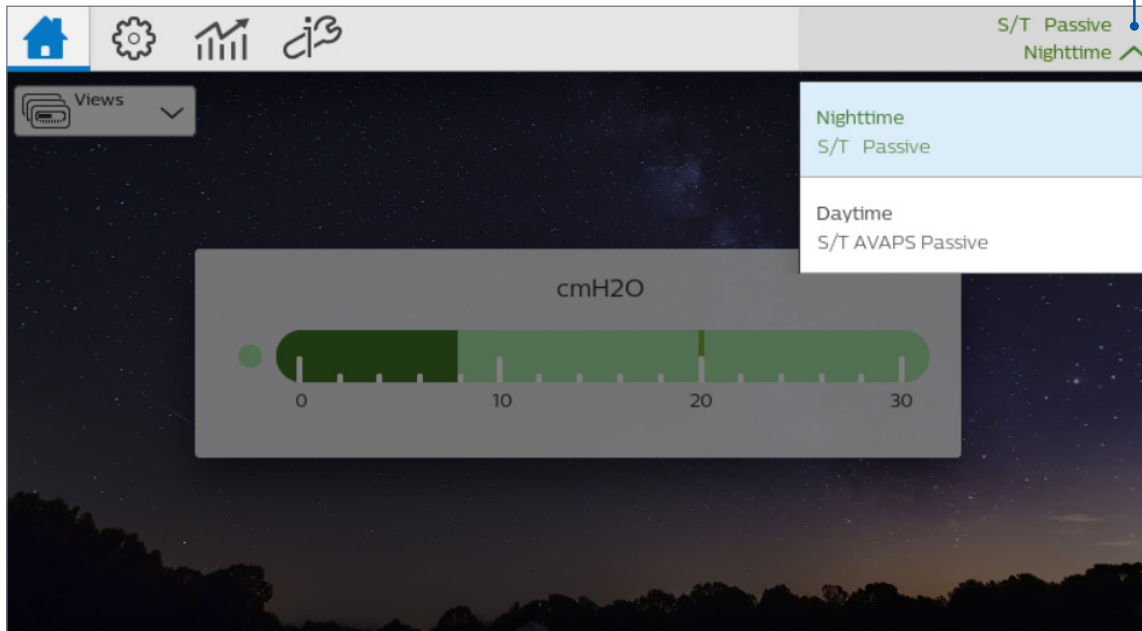 S/T Passive
Nighttime
Views
Nighttime
S/T Passive
Daytime
S/T AVAPS Passive
cmH2O
0 10 20 30